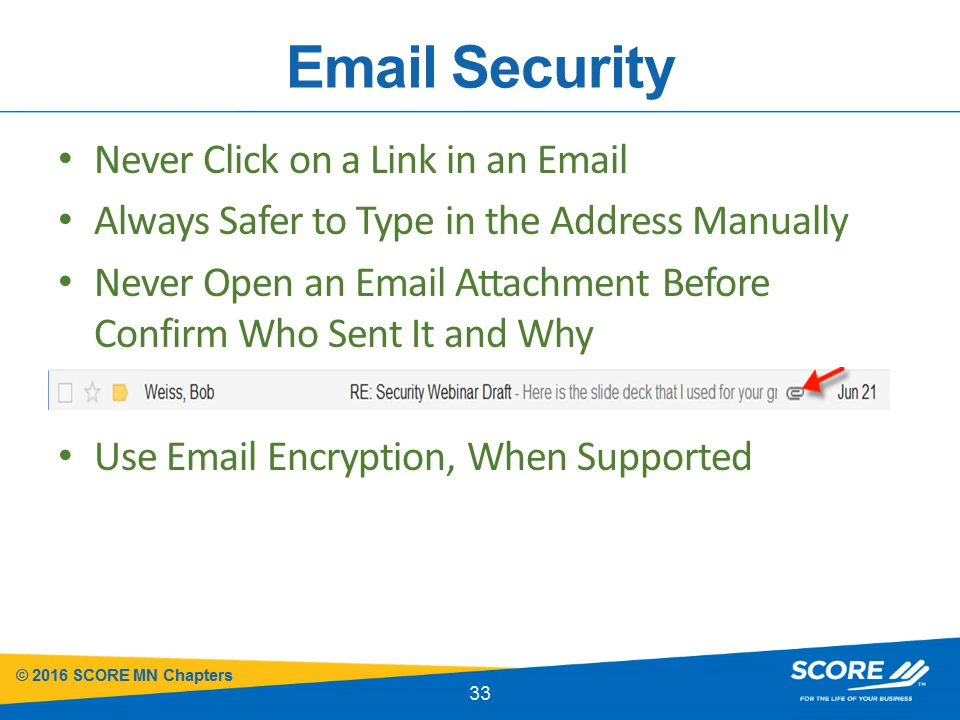 Email Security
• Never Click on a Link in an Email
• Always Safer to Type in the Address Manually
• Never Open an Email Attachment Before
Confirm Who Sent It and Why
Weiss, Bob RE: Security Webinar Draft - Here is the slide deck that I used for your gr Jun 21
• Use Email Encryption, When Supported
© 2016 SCORE MN Chapters
33
SCORE™
FOR THE LIFE OF YOUR BUSINESS